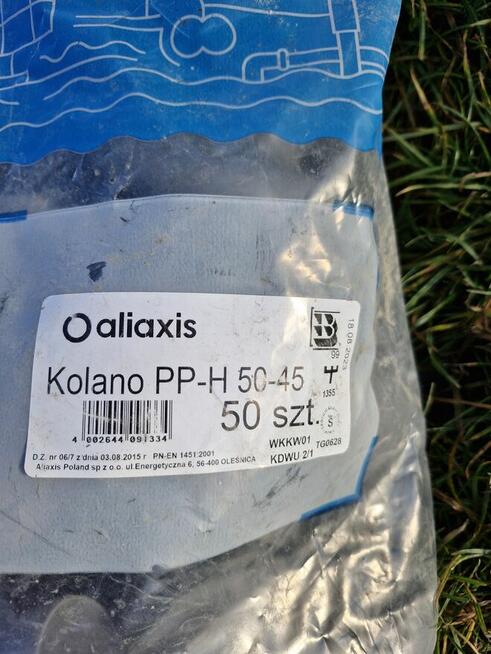 aliaxis
Kolano PP-H 50-45
50 szt.
4 002644 091334
WKKW01
KDWU 2/1
TG0628
D.Z. nr 06/7 z dnia 03.08.2015 r PN-EN 1451:2001
Aliaxis Poland sp z o.o. ul.Energetyczna 6, 56-400 OLEŚNICA
B
98
18.08.2023
1355
S